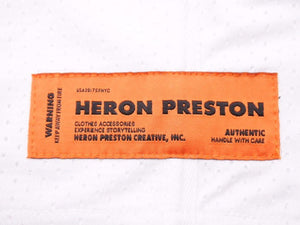 WARNING
KEEP AWAY FROM FIRE
HERON PRESTON
CLOTHES ACCESSORIES
EXPERIENCE STORYTELLING
HERON PRESTON CREATIVE, INC.
AUTHENTIC
HANDLE WITH CARE